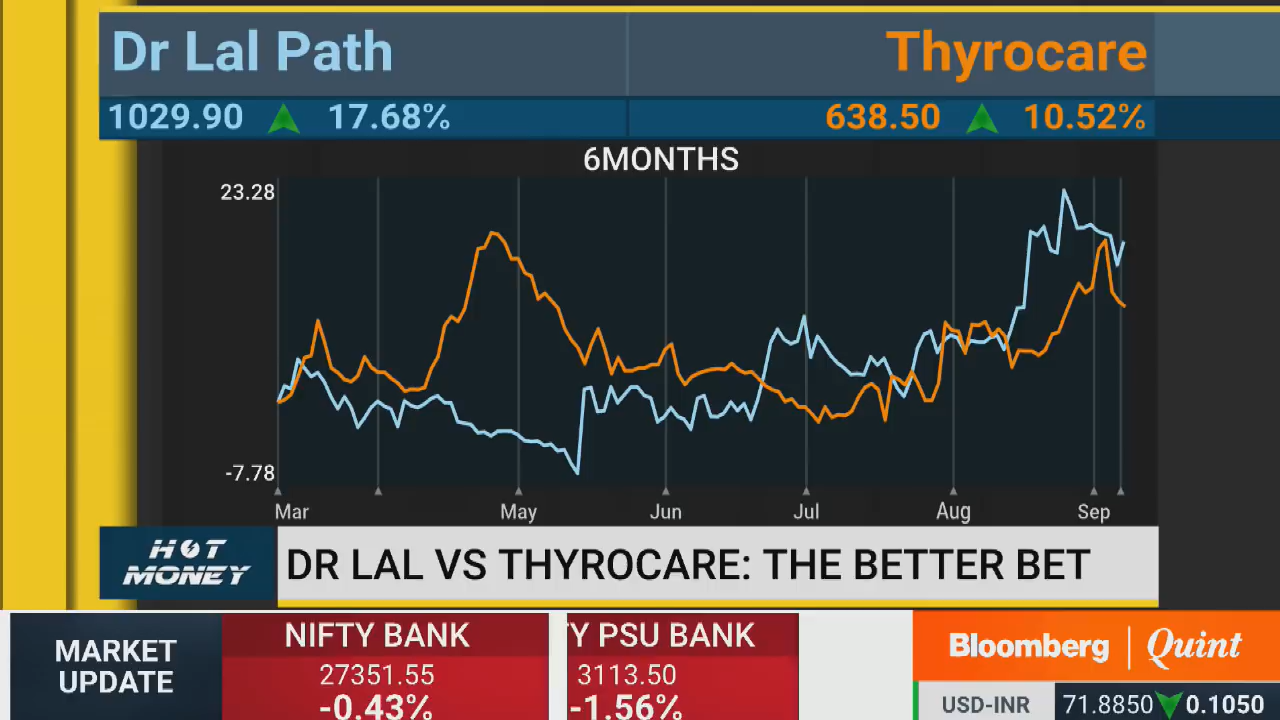 Dr Lal Path
Thyrocare
1029.90 17.68%
638.50 10.52%
6MONTHS
23.28
-7.78
Mar May Jun Jul Aug Sep
HOT
MONEY
DR LAL VS THYROCARE: THE BETTER BET
MARKET
UPDATE
NIFTY BANK
27351.55
-0.43%
Y PSU BANK
3113.50
-1.56%
Bloomberg | Quint
USD-INR 71.8850 0.1050